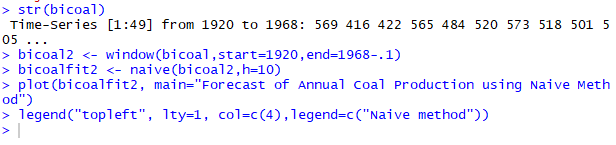 > str(bicoal)
 Time-Series [1:49] from 1920 to 1968: 569 416 422 565 484 520 573 518 501 5
05 ...
> bicoal2 <- window(bicoal,start=1920,end=1968-.1)
> bicoalfit2 <- naive(bicoal2,h=10)
> plot(bicoalfit2, main="Forecast of Annual Coal Production using Naive Meth
od")
> legend("topleft", lty=1, col=c(4),legend=c("Naive method"))
>